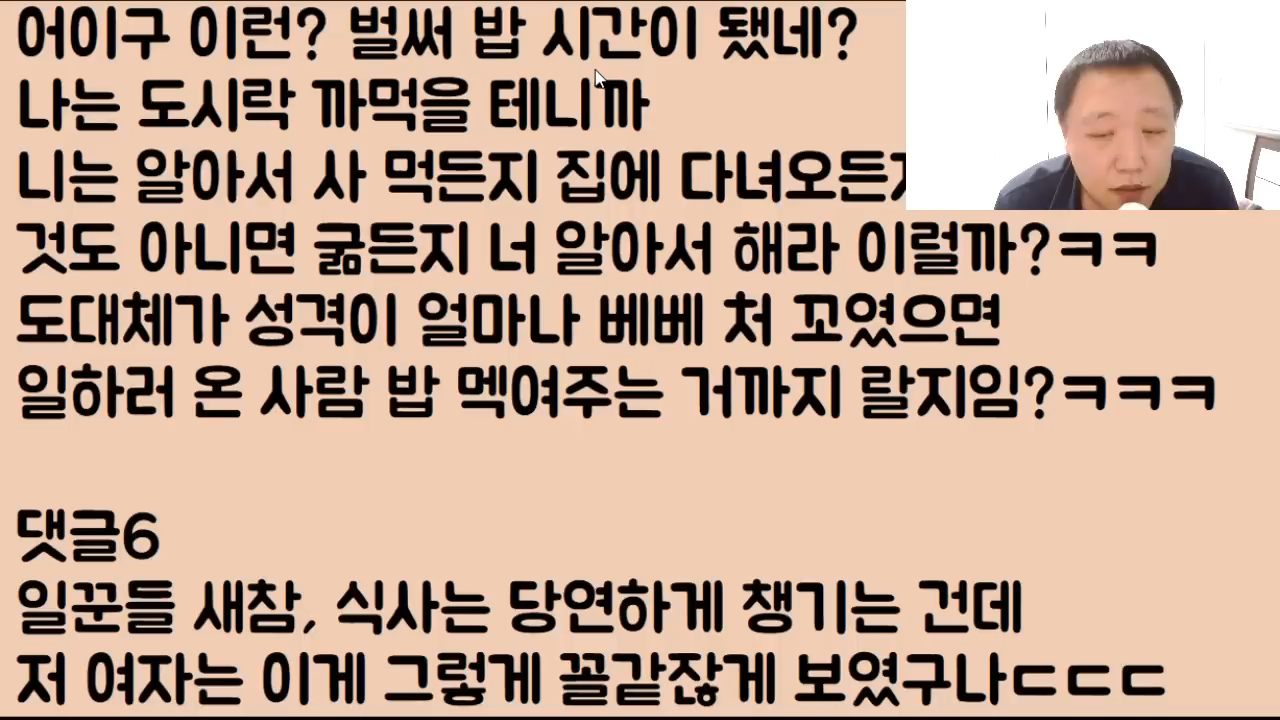 어이구 이런? 벌써 밥 시간이 됐네?
나는 도시락 까먹을 테니까
니는 알아서 사 먹든지 집에 다녀오든지
것도 아니면 굶든지 너 알아서 해라 이럴까?ㅋㅋ
도대체가 성격이 얼마나 베베 처 꼬였으면
일하러 온 사람 밥 멕여주는 거까지 랄지임?ㅋㅋㅋ
댓글6
일꾼들 새참, 식사는 당연하게 챙기는 건데
저 여자는 이게 그렇게 꼴같잖게 보였구나ㄷㄷㄷ